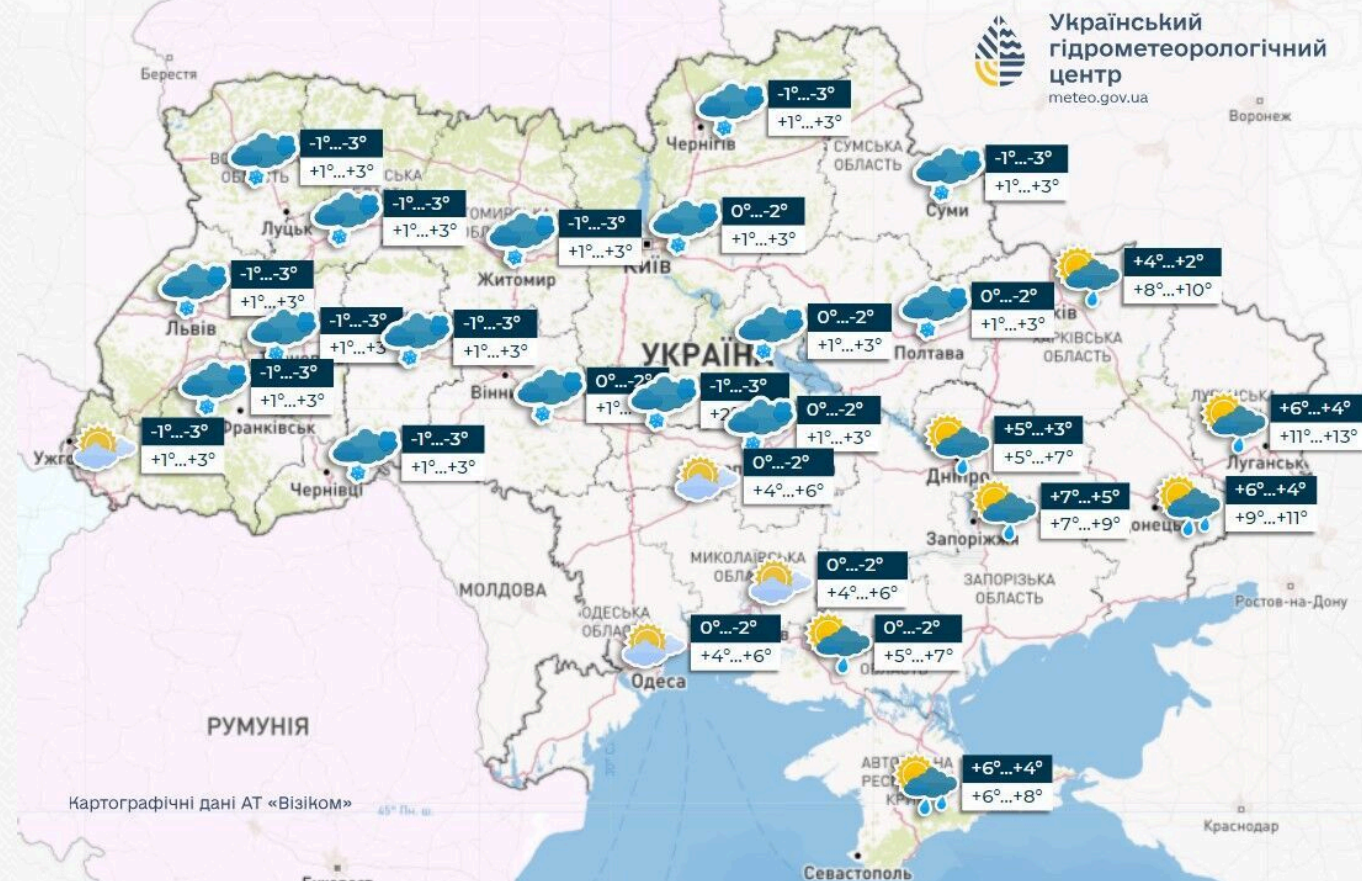 Український
гідрометеорологічний
центр
meteo.gov.ua
Берестя
Воронеж
-1°...-3°
+1°...+3°
Чернігів
СУМСЬКА
ОБЛАСТЬ
-1°...-3°
+1°...+3°
-1°...-3°
+1°...+3°
Суми
Луцьк
-1°...-3°
+1°...+3°
-1°...-3°
+1°...+3°
Житомир
0°...-2°
+1°...+3°
Київ
+4°...+2°
+8°...+10°
ХАРКІВСЬКА
ОБЛАСТЬ
-1°...-3°
+1°...+3°
Львів
-1°...-3°
-1°...-3°
+1°...+3°
0°...-2°
+1°...+3°
0°...-2°
+1°...+3°
Полтава
УКРАЇНА
-1°...-3°
+1°...+3°
Франківськ
0°...-2°
-1°...-3°
0°...-2°
+1°...+3°
-1°...-3°
+1°...+3°
-1°...-3°
+1°...+3°
Чернівці
+5°...+3°
+5°...+7°
Дніпро
+6°...+4°
+11°...+13°
Луганськ
0°...-2°
+4°...+6°
+7°...+5°
+7°...+9°
Запоріжжя
+6°...+4°
+9°...+11°
МИКОЛАЇВСЬКА
0°...-2°
+4°...+6°
ЗАПОРІЗЬКА
ОБЛАСТЬ
МОЛДОВА
Ростов-на-Дону
ОДЕСЬКА
0°...-2°
+4°...+6°
Одеса
0°...-2°
+5°...+7°
ОБЛАСТЬ
РУМУНІЯ
+6°...+4°
+6°...+8°
Картографічні дані АТ «Візіком»
45° Пн. ш.
Краснодар
Севастополь